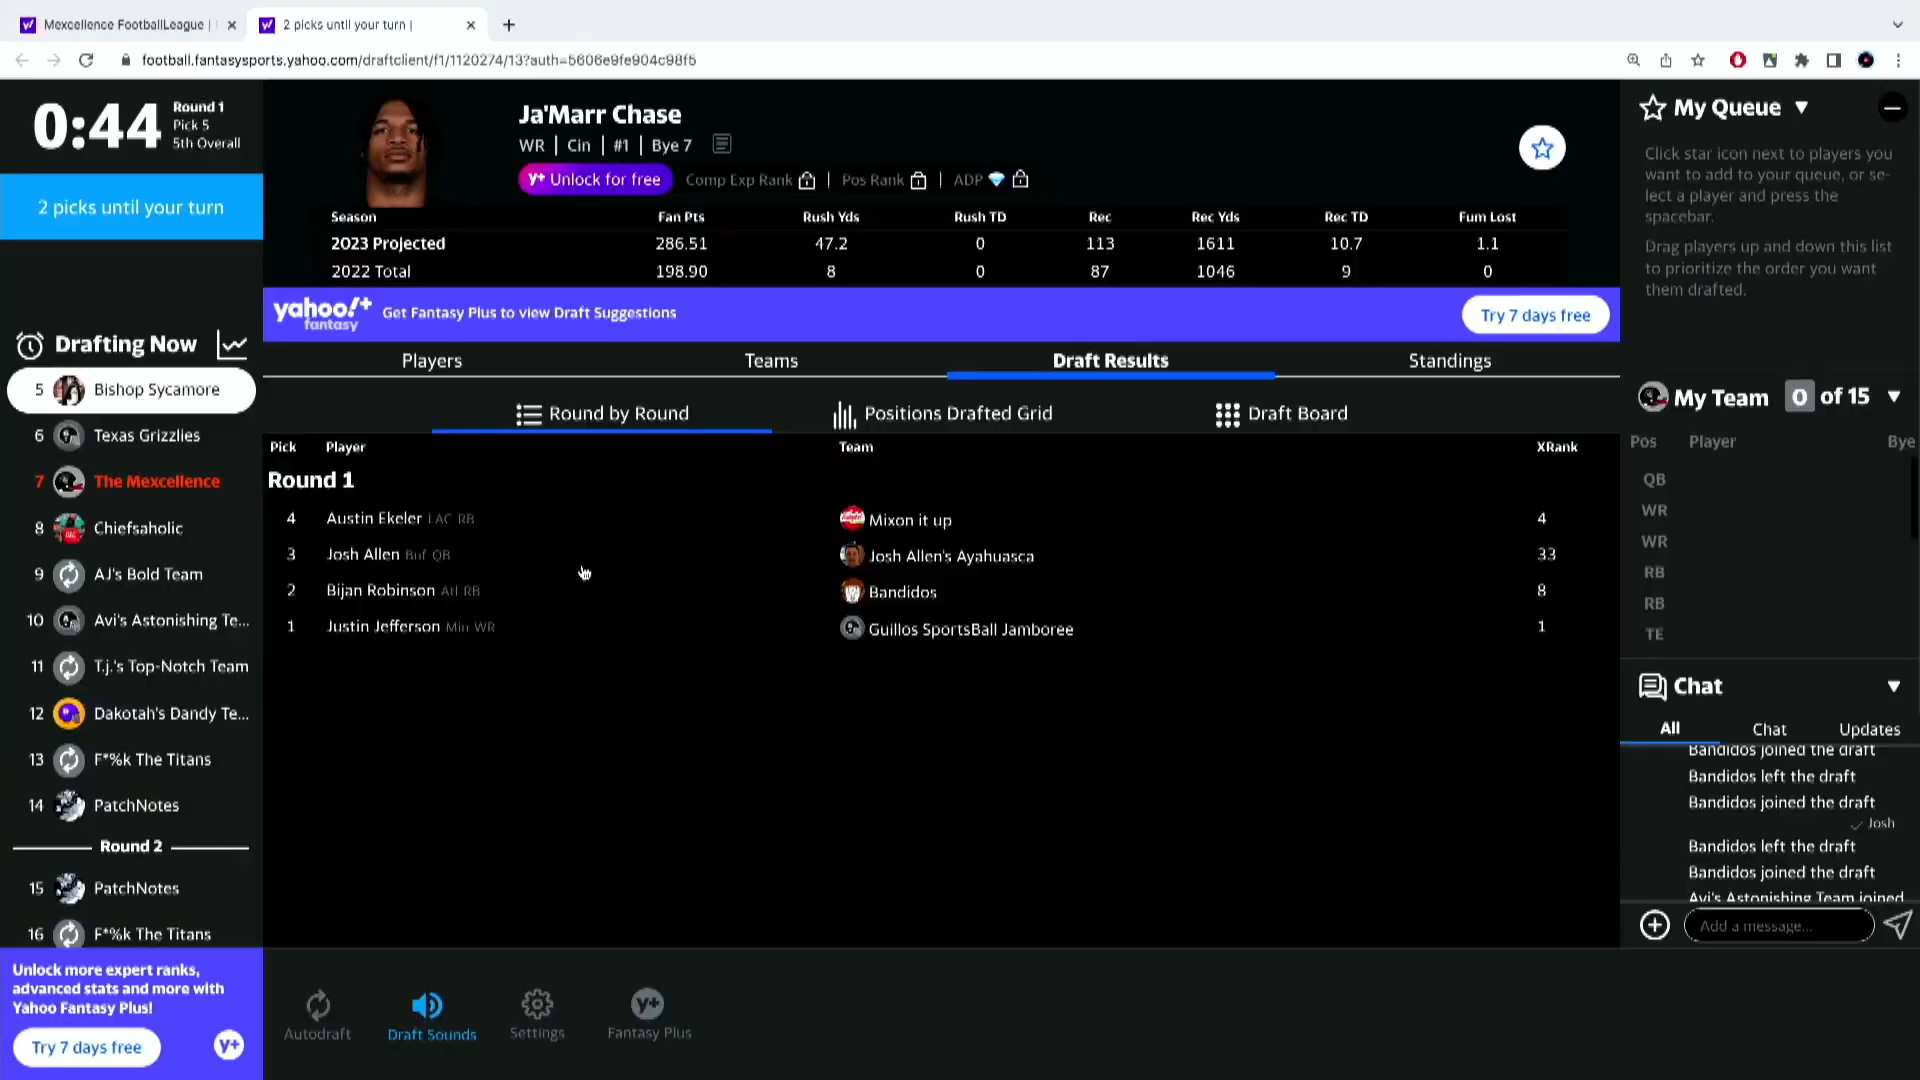 Mexcellence FootballLeague |
2 picks until your turn |
football.fantasysports.yahoo.com/draftclient/f1/1120274/13?auth=5606e9fe904c98f5
0:44
Round 1
Pick 5
5th Overall
2 picks until your turn
Drafting Now
5 Bishop Sycamore
6 Texas Grizzlies
7 The Mexcellence
8 Chiefsaholic
9 AJ's Bold Team
10 Avi's Astonishing Te...
11 T.j.'s Top-Notch Team
12 Dakotah's Dandy Te...
13 F*%k The Titans
14 PatchNotes
Round 2
15 PatchNotes
16 F*%k The Titans
Unlock more expert ranks,
advanced stats and more with
Yahoo Fantasy Plus!
Try 7 days free
y+
Ja'Marr Chase
WR | Cin | #1 | Bye 7
y+ Unlock for free Comp Exp Rank | Pos Rank | ADP
Season Fan Pts Rush Yds Rush TD Rec Rec Yds Rec TD Fum Lost
2023 Projected 286.51 47.2 0 113 1611 10.7 1.1
2022 Total 198.90 8 0 87 1046 9 0
yahoo!+
fantasy
Get Fantasy Plus to view Draft Suggestions
Try 7 days free
Players Teams Draft Results Standings
Round by Round Positions Drafted Grid Draft Board
Pick Player Team XRank
Round 1
4 Austin Ekeler LAC RB Mixon it up 4
3 Josh Allen Buf QB Josh Allen's Ayahuasca 33
2 Bijan Robinson Atl RB Bandidos 8
1 Justin Jefferson Min WR Guillos SportsBall Jamboree 1
Autodraft
Draft Sounds
Settings
y+
Fantasy Plus
My Queue
Click star icon next to players you
want to add to your queue, or se-
lect a player and press the
spacebar.
Drag players up and down this list
to prioritize the order you want
them drafted.
My Team 0 of 15
Pos Player Bye
QB
WR
WR
RB
RB
TE
Chat
All Chat Updates
Bandidos joined the draft
Bandidos left the draft
Bandidos joined the draft
Josh
Bandidos left the draft
Bandidos joined the draft
Avi's Astonishing Team joined
Add a message...